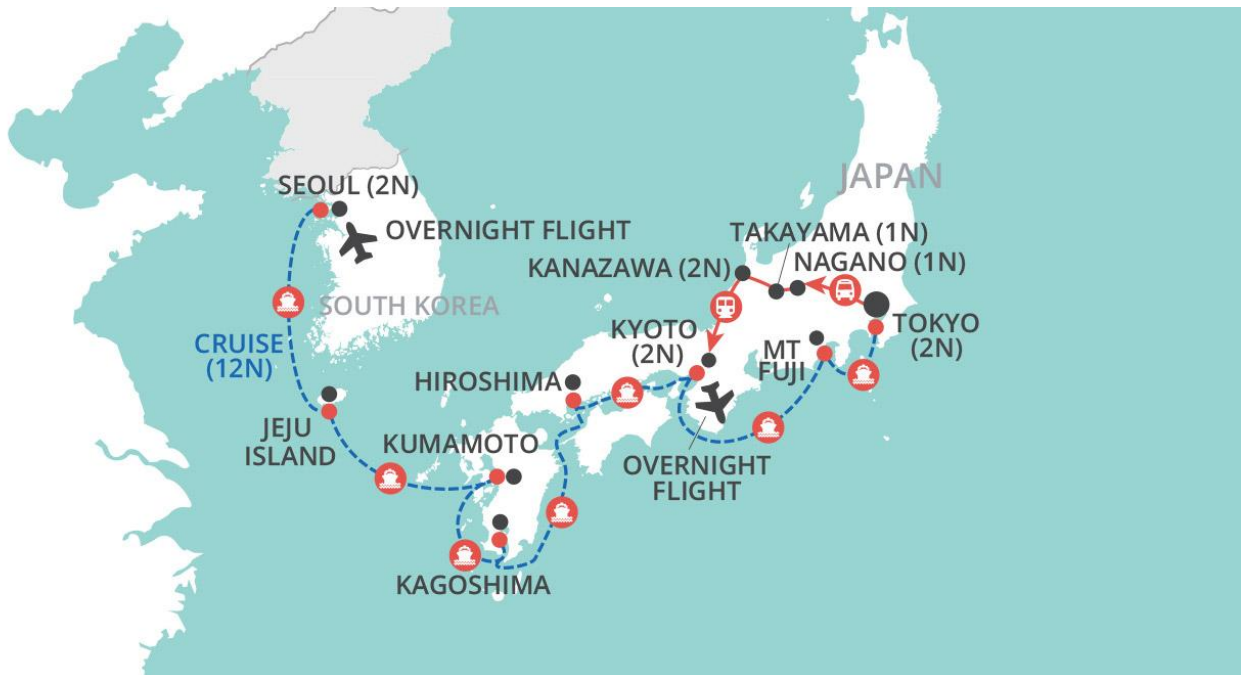 JAPAN
SEOUL (2N)
OVERNIGHT FLIGHT
TAKAYAMA (1N)
NAGANO (1N)
KANAZAWA (2N)
SOUTH KOREA
TOKYO
(2N)
KYOTO
(2N)
MT
FUJI
CRUISE
(12N)
HIROSHIMA
JEJU
ISLAND
KUMAMOTO
OVERNIGHT
FLIGHT
KAGOSHIMA